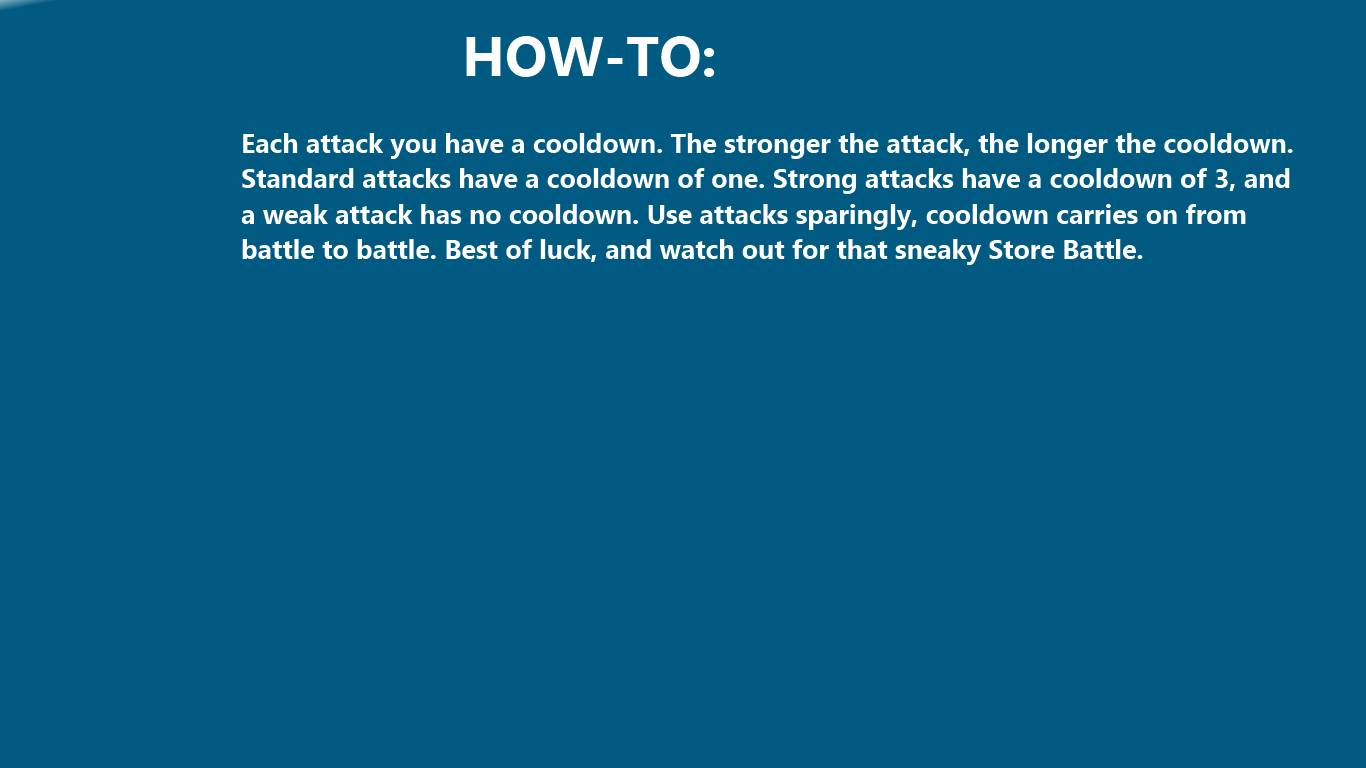 HOW-TO:
Each attack you have a cooldown. The stronger the attack, the longer the cooldown.
Standard attacks have a cooldown of one. Strong attacks have a cooldown of 3, and
a weak attack has no cooldown. Use attacks sparingly, cooldown carries on from
battle to battle. Best of luck, and watch out for that sneaky Store Battle.